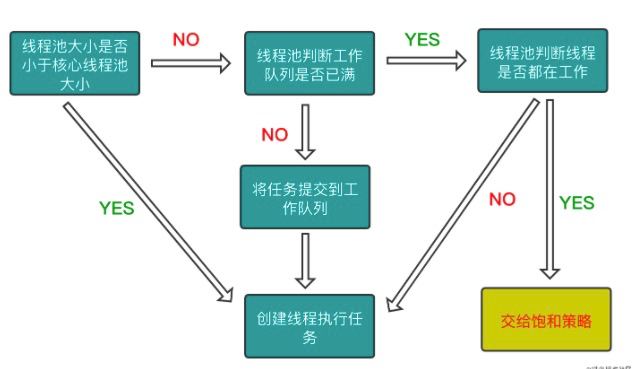 线程池大小是否
小于核心线程池
大小
NO
线程池判断工作
队列是否已满
YES
线程池判断线程
是否都在工作
NO
将任务提交到工
作队列
YES
NO
YES
创建线程执行任
务
交给饱和策略